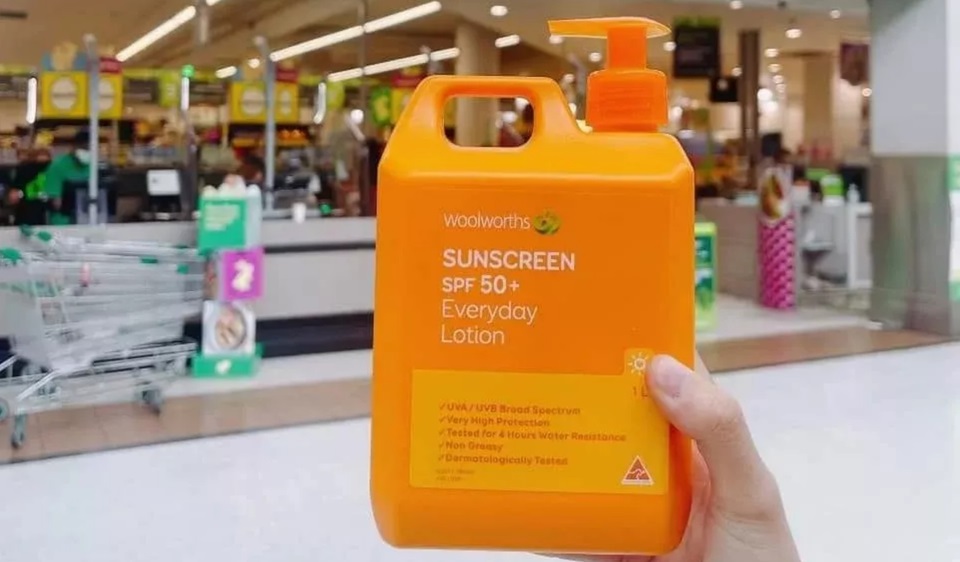 woolworths
SUNSCREEN
SPF 50+
Everyday
Lotion
✓UVA / UVB Broad Spectrum
✓Very High Protection
✓Tested for 4 Hours Water Resistance
✓Non Greasy
✓Dermatologically Tested